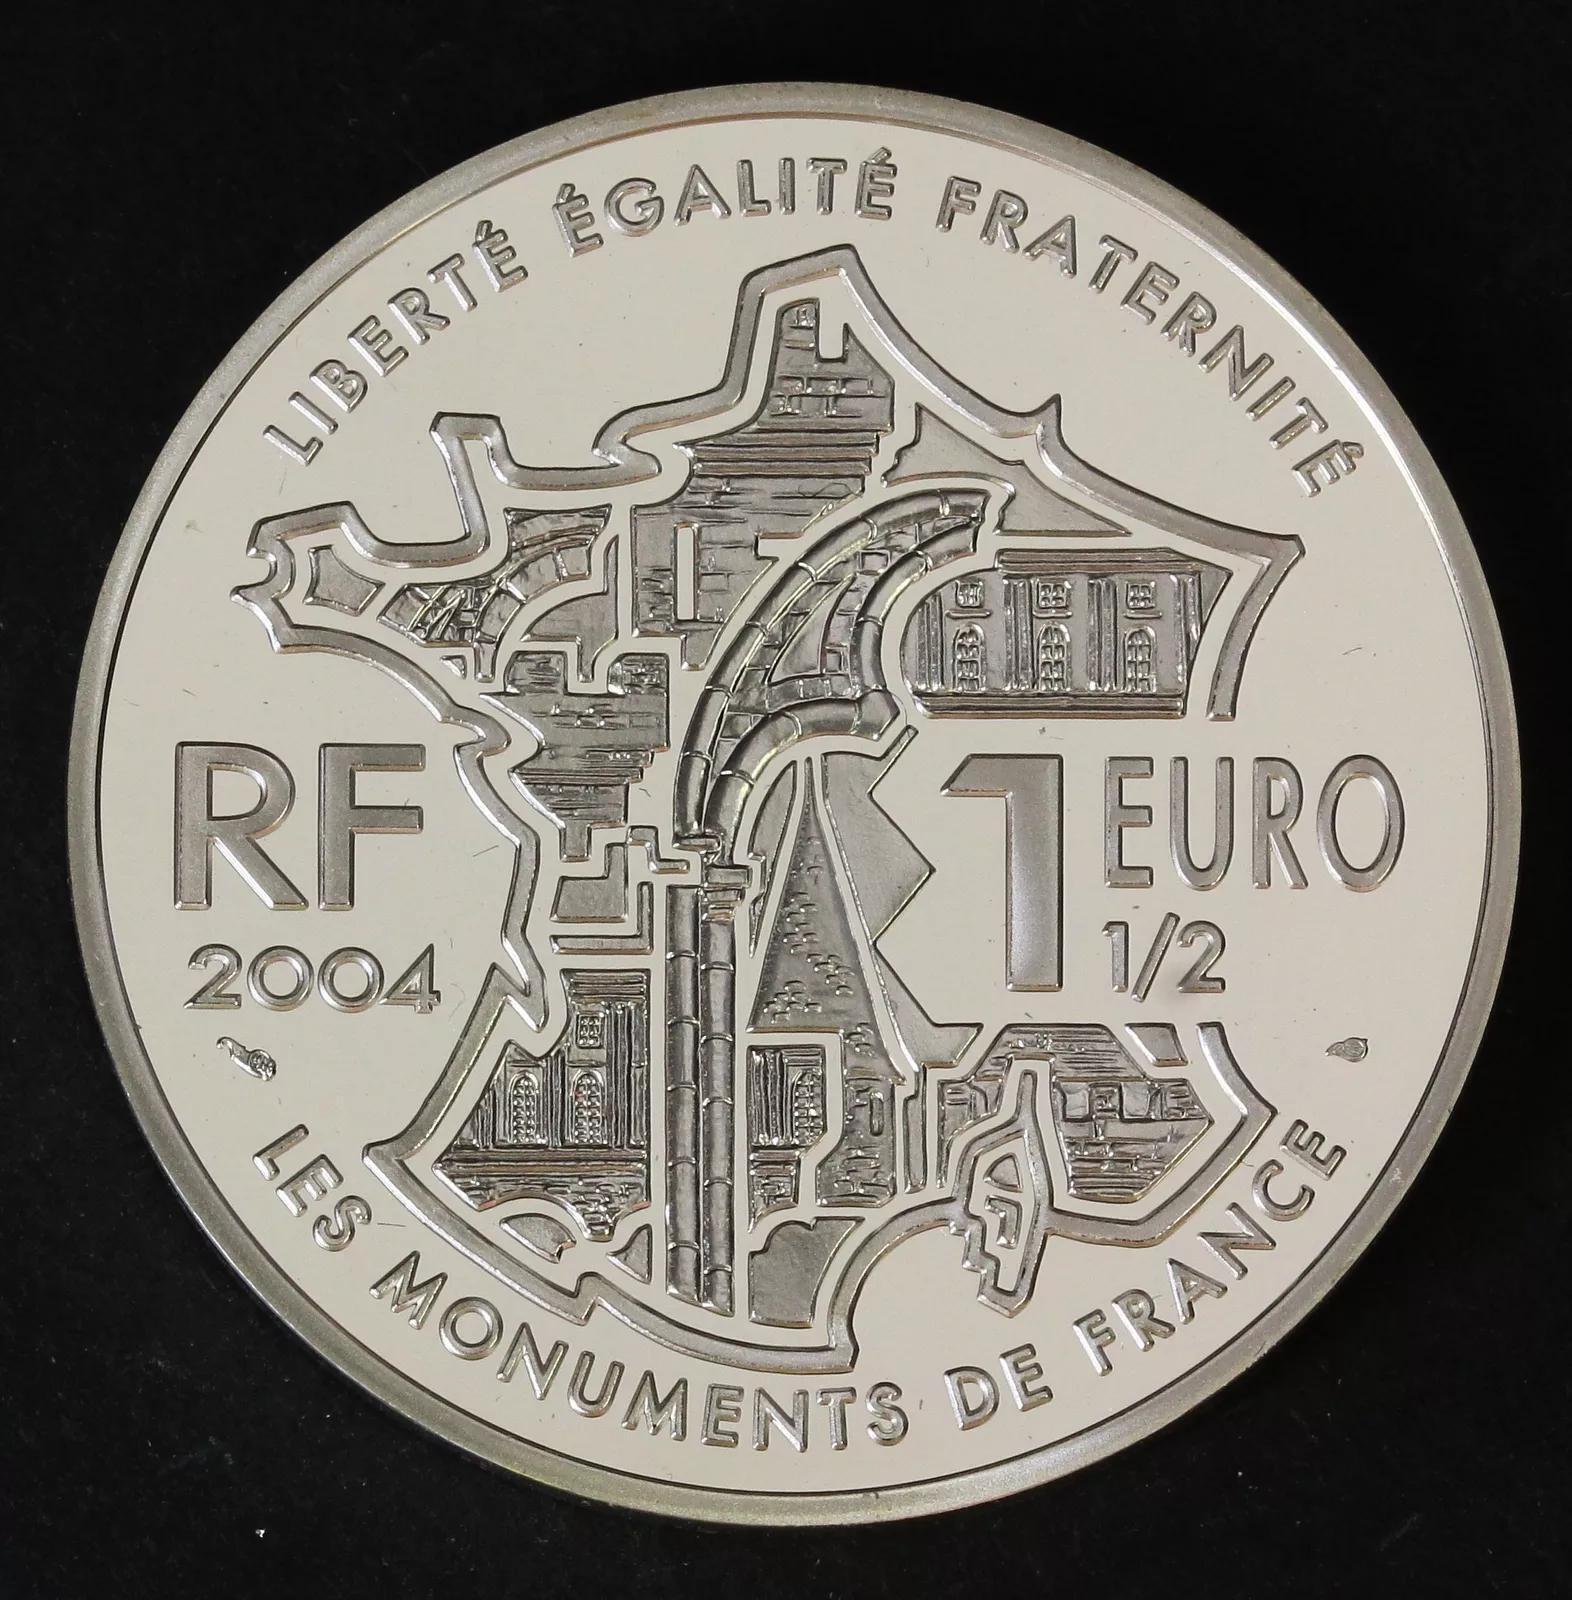 LIBERTÉ ÉGALITÉ FRATERNITÉ
RF
2004
1 EURO
1/2
LES MONUMENTS DE FRANCE